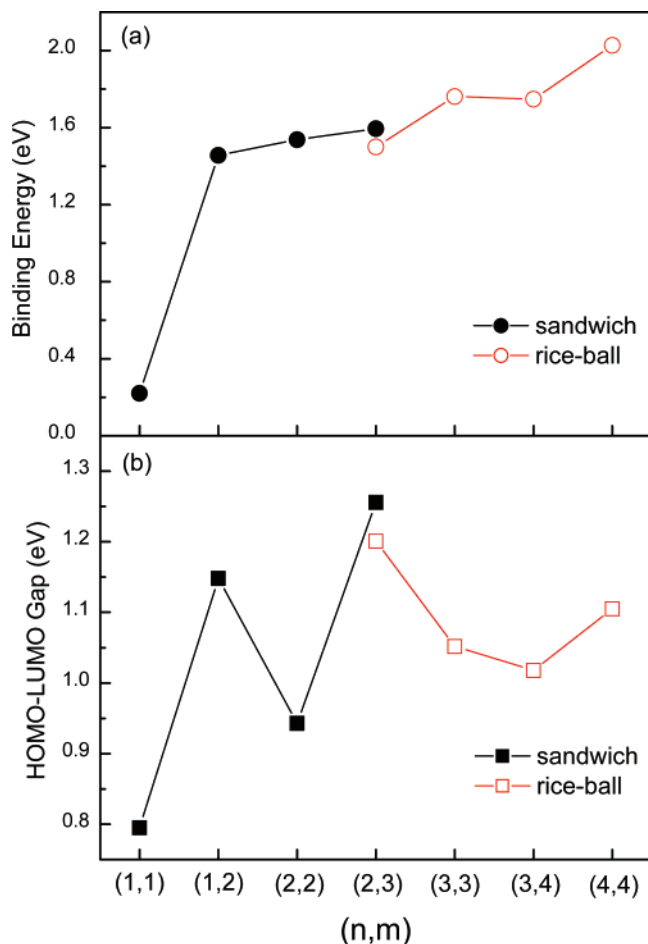 (a)
2.0
1.6
1.2
0.8
0.4
0.0
Binding Energy (eV)
sandwich
rice-ball
(b)
1.3
1.2
1.1
1.0
0.9
0.8
HOMO-LUMO Gap (eV)
sandwich
rice-ball
(1,1) (1,2) (2,2) (2,3) (3,3) (3,4) (4,4)
(n,m)